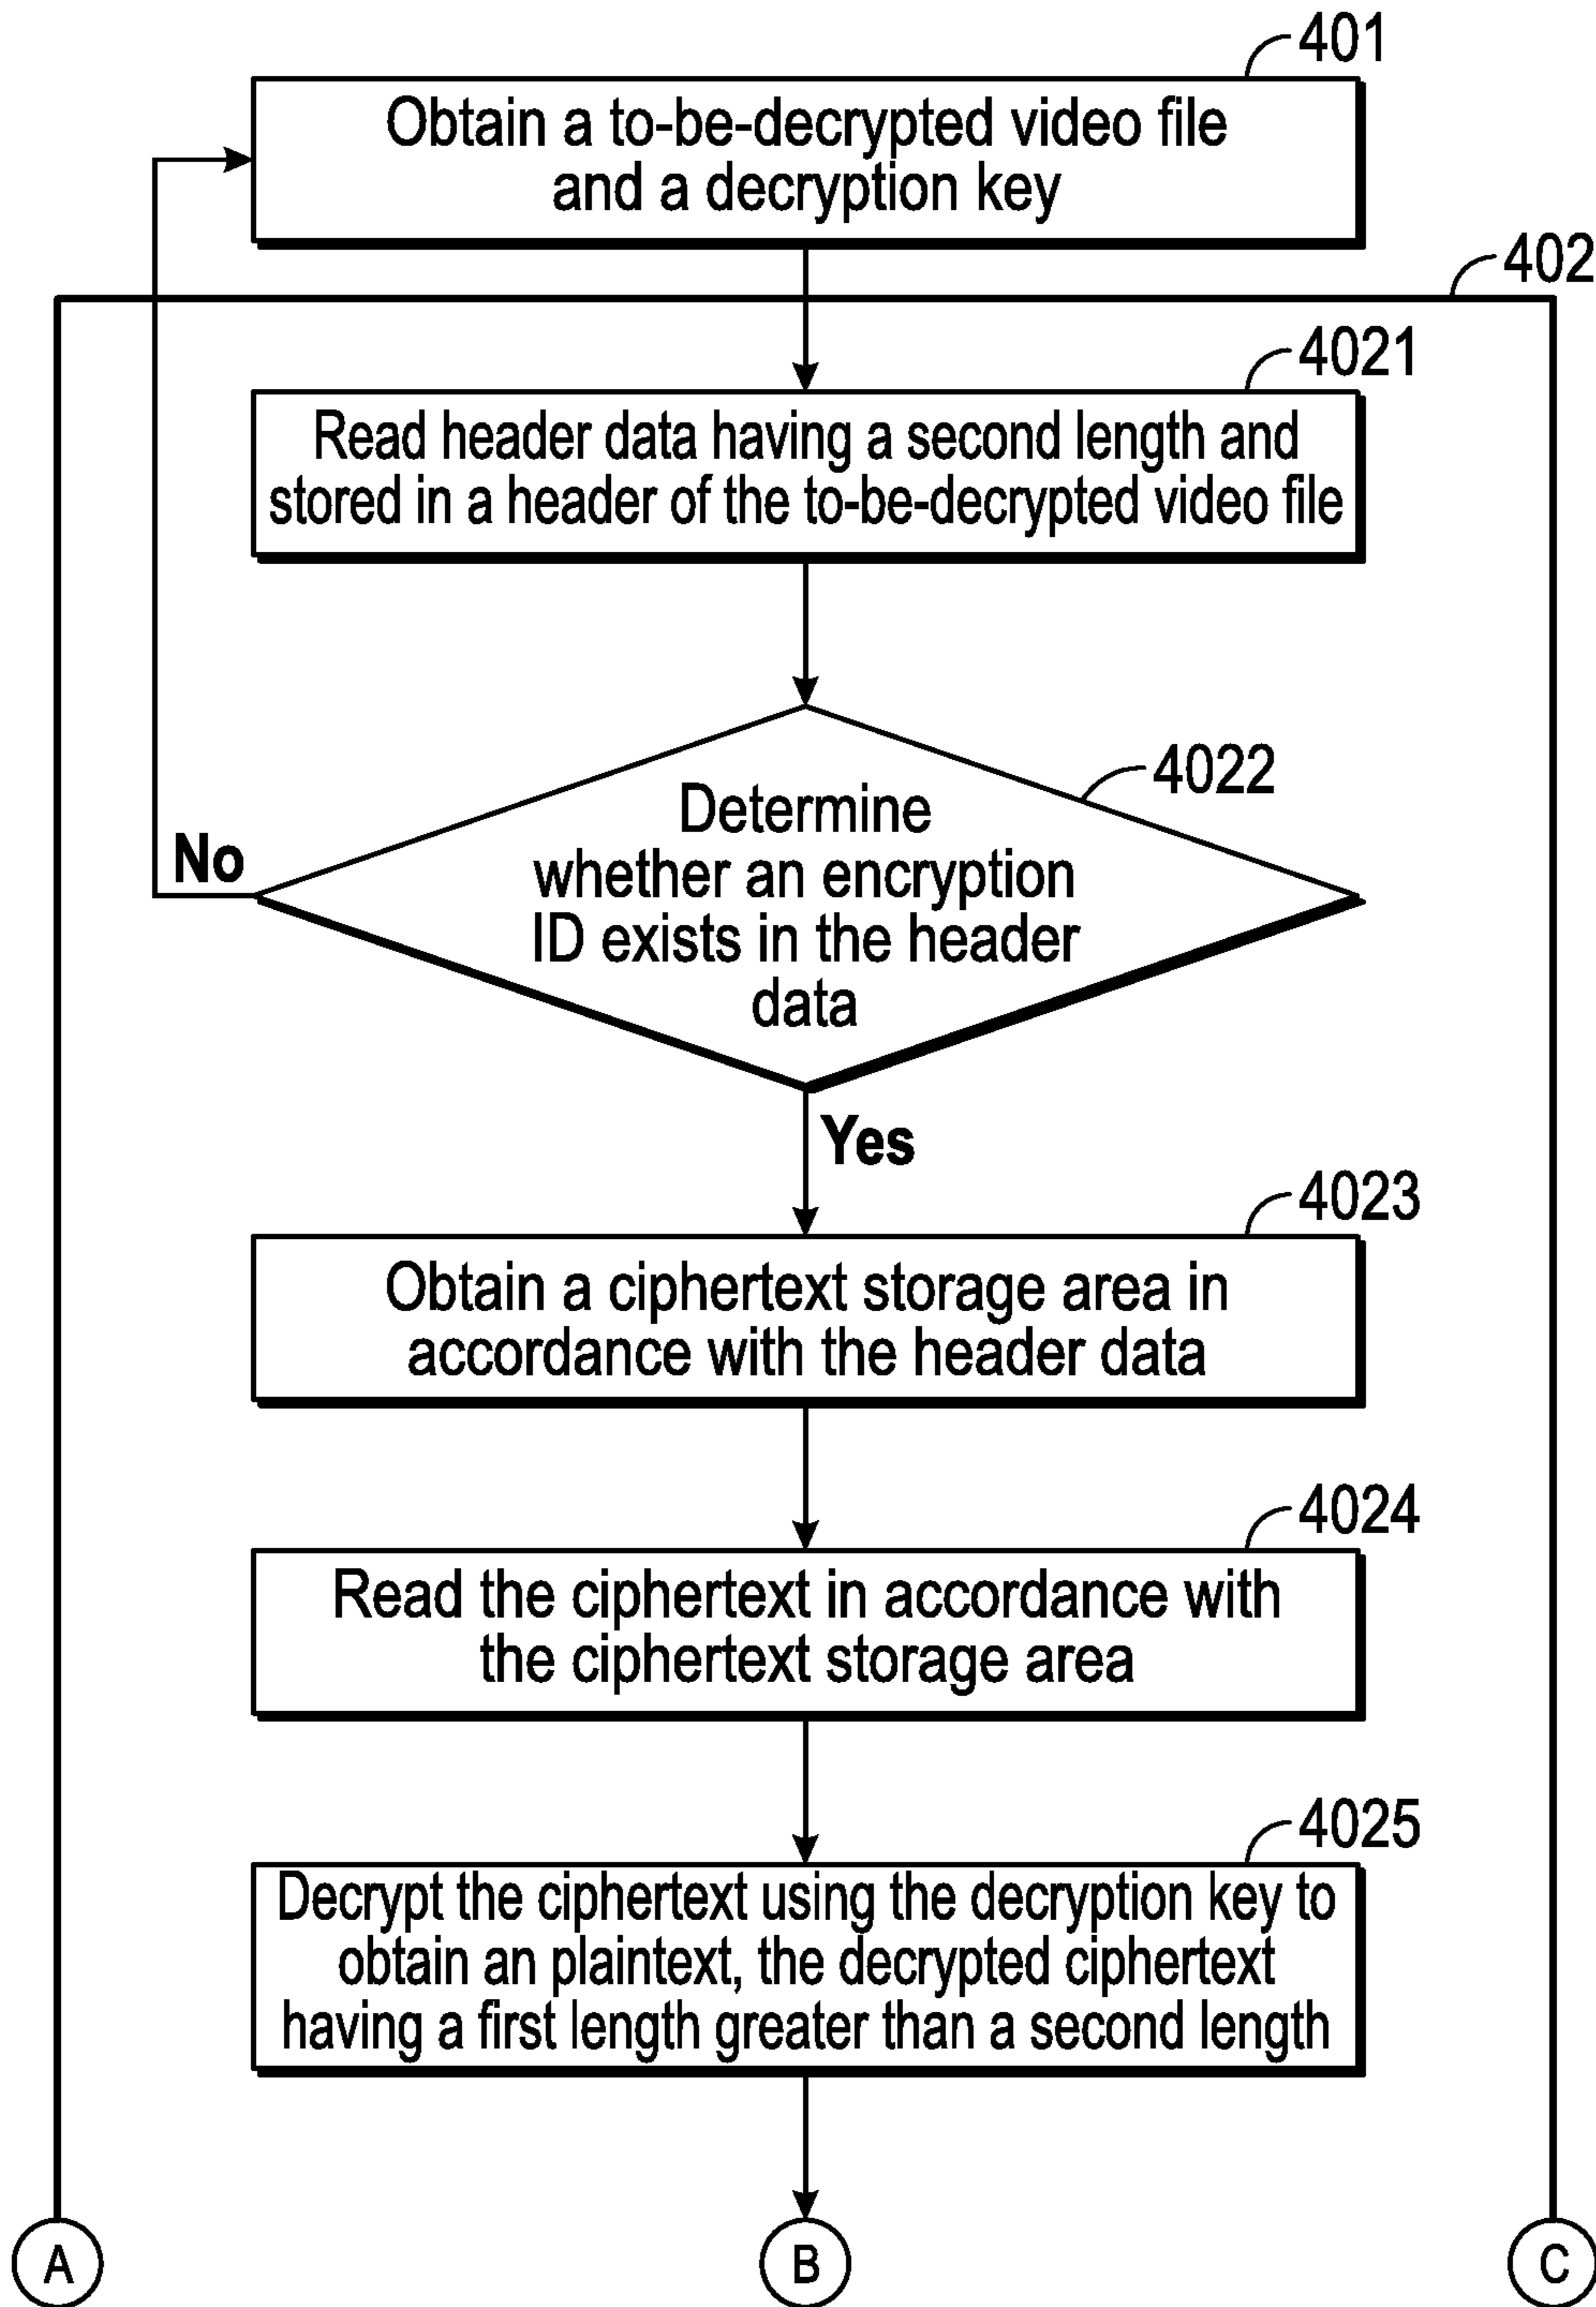 401
Obtain a to-be-decrypted video file
and a decryption key
402
4021
Read header data having a second length and
stored in a header of the to-be-decrypted video file
4022
Determine
whether an encryption
ID exists in the header
data
No
Yes
4023
Obtain a ciphertext storage area in
accordance with the header data
4024
Read the ciphertext in accordance with
the ciphertext storage area
4025
Decrypt the ciphertext using the decryption key to
obtain an plaintext, the decrypted ciphertext
having a first length greater than a second length
A
B
C